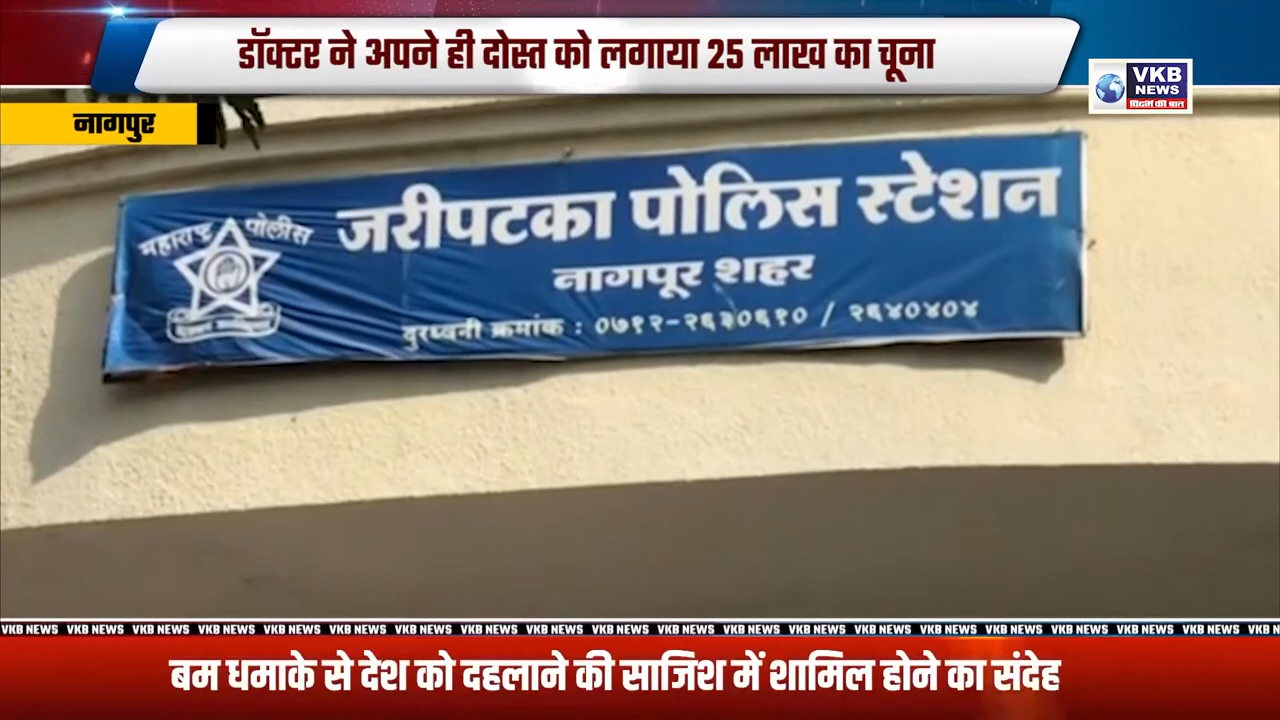 डॉक्टर ने अपने ही दोस्त को लगाया 25 लाख का चूना
VKB
NEWS
विदर्भ की बात
नागपुर
महाराष्ट्र पोलीस
जरीपटका पोलिस स्टेशन
नागपूर शहर
दुरध्वनी क्रमांक : ०७१२-२६३०६१० / २६४०४०४
VKB NEWS VKB NEWS VKB NEWS VKB NEWS VKB NEWS VKB NEWS VKB NEWS VKB NEWS VKB NEWS VKB NEWS VKB NEWS VKB NEWS VKB NEWS VKB NEWS VKB NEWS VKB NEWS VKB NEWS VKB NEWS VKB NEWS
बम धमाके से देश को दहलाने की साजिश में शामिल होने का संदेह